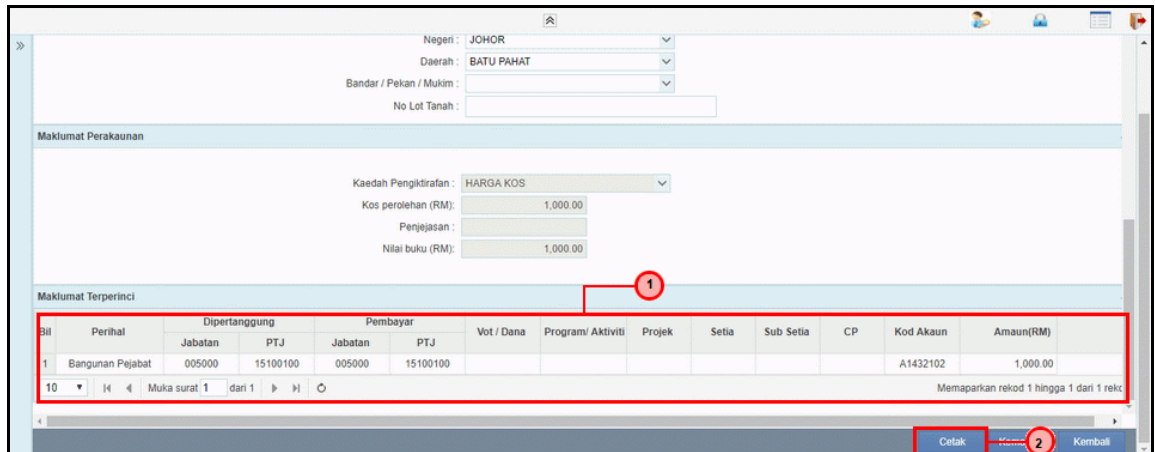 Negeri : JOHOR
Daerah : BATU PAHAT
Bandar / Pekan / Mukim :
No Lot Tanah :
Maklumat Perakaunan
Kaedah Pengiktirafan : HARGA KOS
Kos perolehan (RM): 1,000.00
Penjejasan :
Nilai buku (RM): 1,000.00
1
Maklumat Terperinci
Bil Perihal Dipertanggung Pembayar Vot / Dana Program/ Aktiviti Projek Setia Sub Setia CP Kod Akaun Amaun(RM)
Jabatan PTJ Jabatan PTJ
1 Bangunan Pejabat 005000 15100100 005000 15100100 A1432102 1,000.00
10 Muka surat 1 dari 1 Memaparkan rekod 1 hingga 1 dari 1
Cetak 2 Kembali